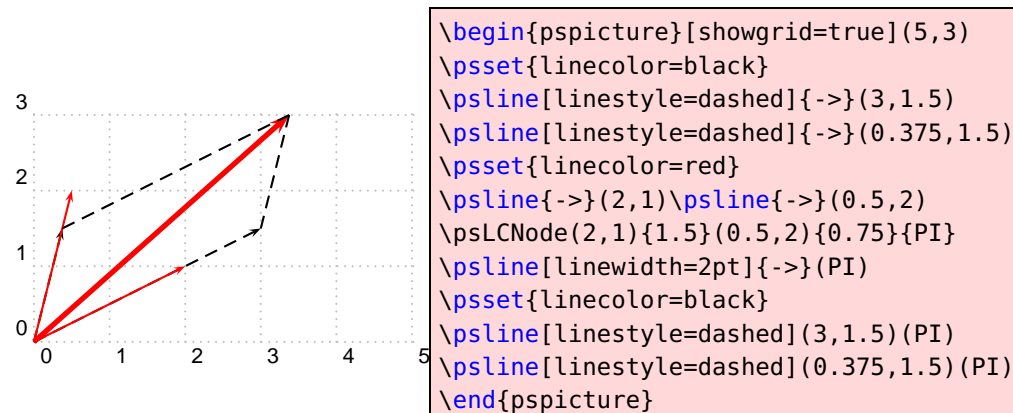 3
2
1
0
0 1 2 3 4 5
\begin{pspicture}[showgrid=true](5,3)
\psset{linecolor=black}
\psline[linestyle=dashed]{->}(3,1.5)
\psline[linestyle=dashed]{->}(0.375,1.5)
\psset{linecolor=red}
\psline{->}(2,1)\psline{->}(0.5,2)
\psLCNode(2,1){1.5}(0.5,2){0.75}{PI}
\psline[linewidth=2pt]{->}(PI)
\psset{linecolor=black}
\psline[linestyle=dashed](3,1.5)(PI)
\psline[linestyle=dashed](0.375,1.5)(PI)
\end{pspicture}